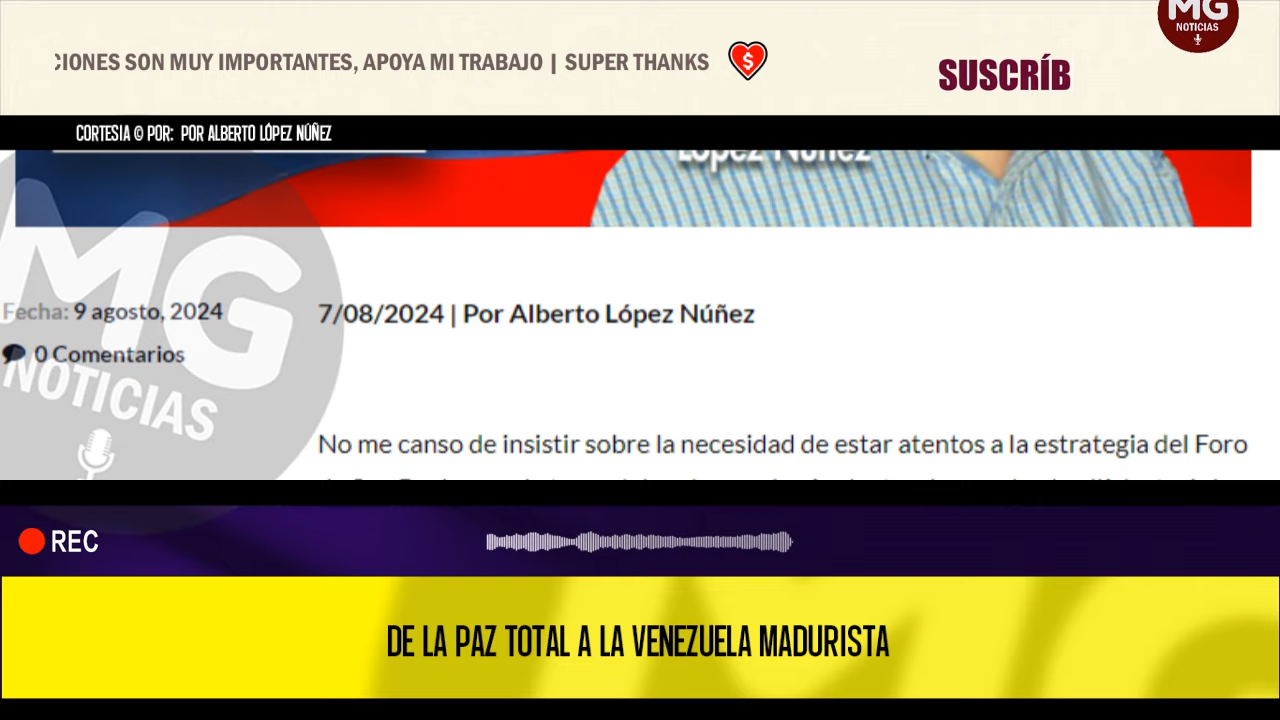 MG
NOTICIAS
CIONES SON MUY IMPORTANTES, APOYA MI TRABAJO | SUPER THANKS
SUSCRÍB
CORTESIA © POR: POR ALBERTO LÓPEZ NÚÑEZ
López Núñez
MG
NOTICIAS
Fecha: 9 agosto, 2024
0 Comentarios
7/08/2024 | Por Alberto López Núñez
No me canso de insistir sobre la necesidad de estar atentos a la estrategia del Foro
REC
DE LA PAZ TOTAL A LA VENEZUELA MADURISTA